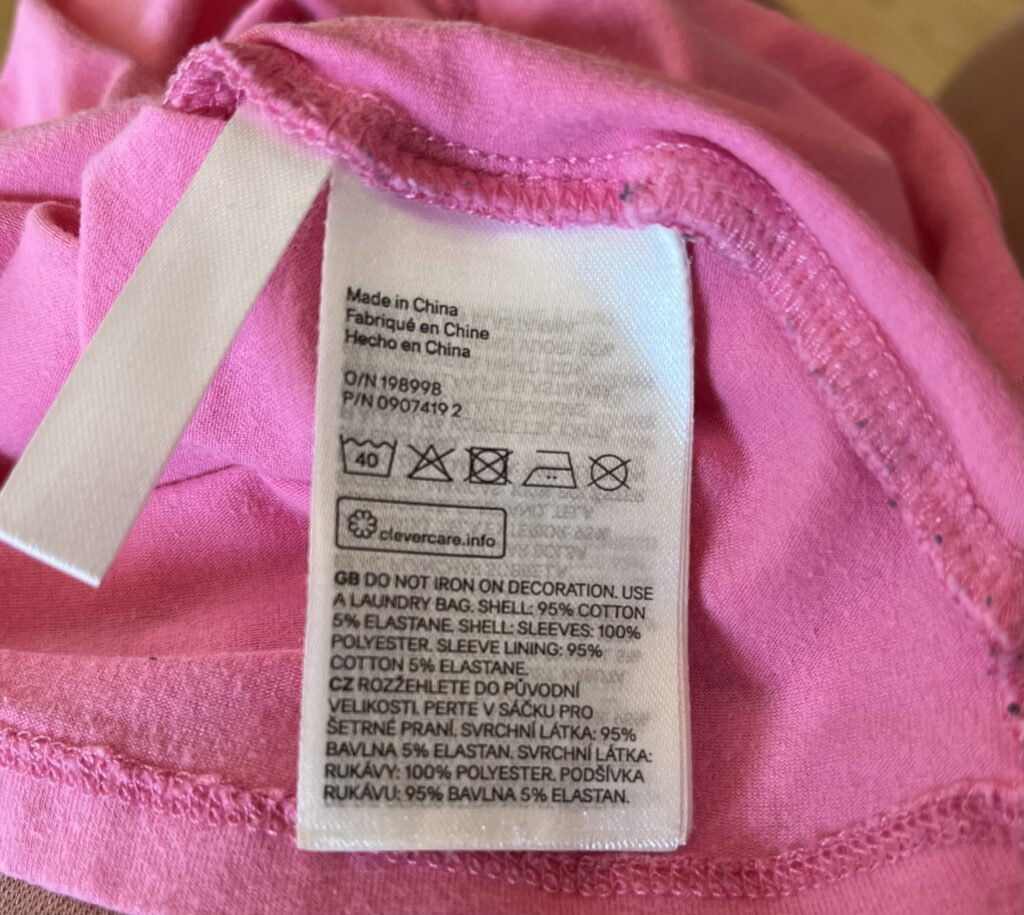 Made in China
Fabriqué en Chine
Hecho en China
O/N 198998
P/N 0907419 2
40
clevercare.info
GB DO NOT IRON ON DECORATION. USE
A LAUNDRY BAG. SHELL: 95% COTTON
5% ELASTANE. SHELL: SLEEVES: 100%
POLYESTER. SLEEVE LINING: 95%
COTTON 5% ELASTANE.
CZ ROZŽEHLETE DO PŮVODNÍ
VELIKOSTI. PERTE V SÁČKU PRO
ŠETRNÉ PRANÍ. SVRCHNÍ LÁTKA: 95%
BAVLNA 5% ELASTAN. SVRCHNÍ LÁTKA:
RUKÁVY: 100% POLYESTER. PODŠÍVKA
RUKÁVU: 95% BAVLNA 5% ELASTAN.